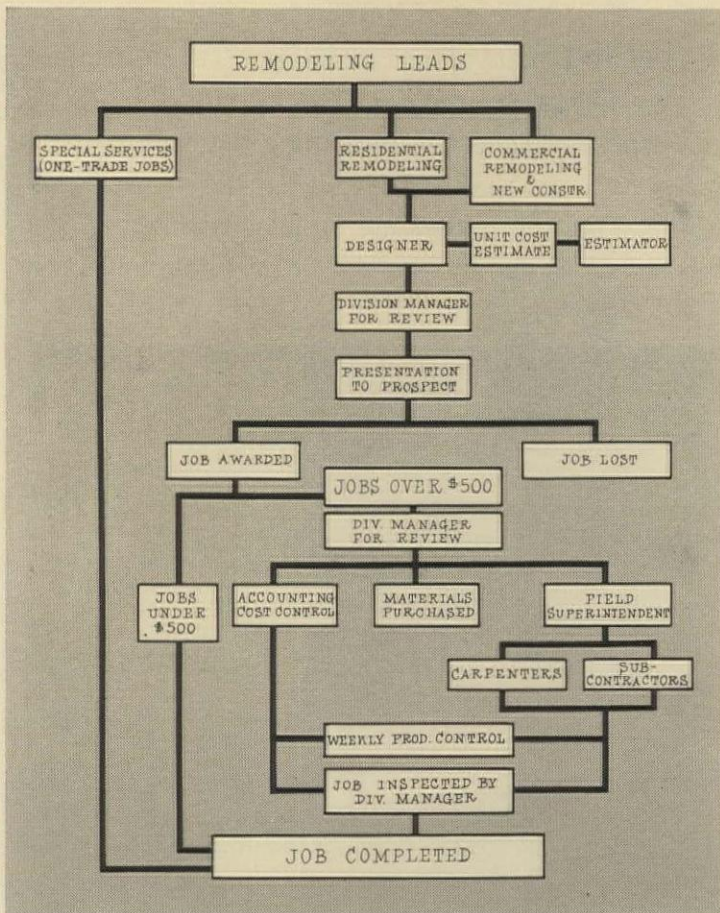 REMODELING LEADS
SPECIAL SERVICES
(ONE-TRADE JOBS)
RESIDENTIAL
REMODELING
COMMERCIAL
REMODELING
&
NEW CONSTR
DESIGNER
UNIT COST
ESTIMATE
ESTIMATOR
DIVISION MANAGER
FOR REVIEW
PRESENTATION
TO PROSPECT
JOB AWARDED
JOB LOST
JOBS OVER $500
DIV. MANAGER
FOR REVIEW
JOBS
UNDER
$500
ACCOUNTING
COST CONTROL
MATERIALS
PURCHASED
FIELD
SUPERINTENDENT
CARPENTERS
SUB-
CONTRACTORS
WEEKLY PROD. CONTROL
JOB INSPECTED BY
DIV. MANAGER
JOB COMPLETED